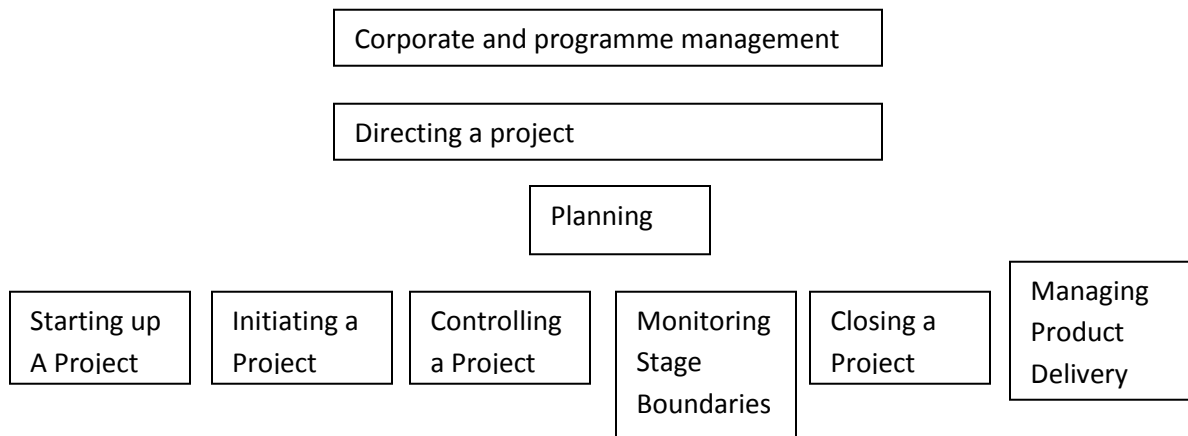 Corporate and programme management
Directing a project
Planning
Starting up
A Project
Initiating a
Project
Controlling
a Project
Monitoring
Stage
Boundaries
Closing a
Project
Managing
Product
Delivery